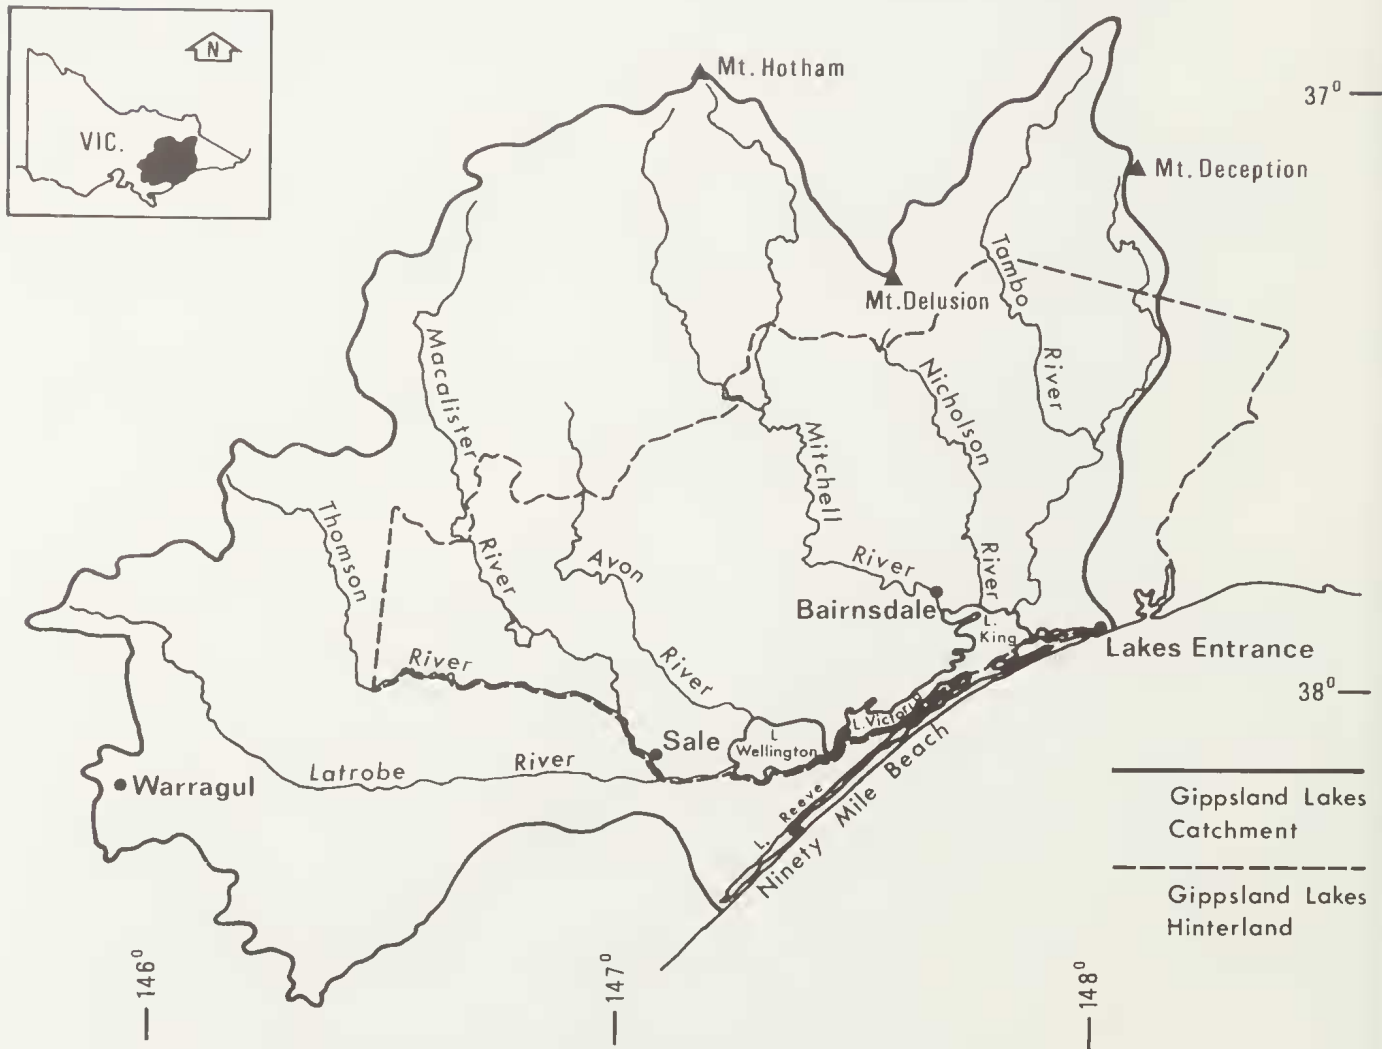 N
VIC.
Mt. Hotham
37°
Mt. Deception
Mt. Delusion
Tambo
River
Macalister
River
Nicholson
River
Mitchell
River
Thomson
River
Avon
River
Bairnsdale
L.
King
Lakes Entrance
38°
L. Victoria
L
Wellington
Sale
Latrobe River
Warragul
L. Reeve
Ninety Mile Beach
Gippsland Lakes
Catchment
Gippsland Lakes
Hinterland
146°
147°
148°